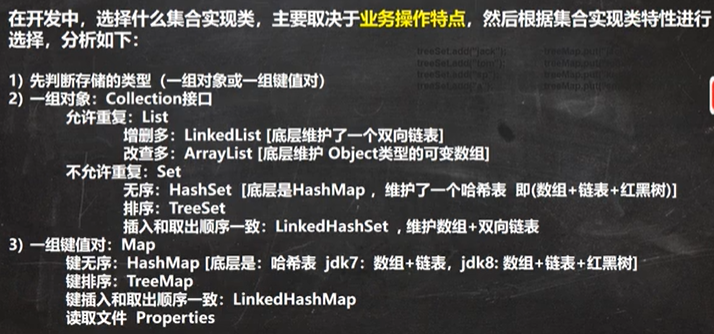 在开发中，选择什么集合实现类，主要取决于业务操作特点，然后根据集合实现类特性进行
选择，分析如下：
1) 先判断存储的类型（一组对象或一组键值对）
2) 一组对象：Collection接口
允许重复：List
增删多：LinkedList [底层维护了一个双向链表]
改查多：ArrayList [底层维护 Object类型的可变数组]
不允许重复：Set
无序：HashSet [底层是HashMap ，维护了一个哈希表 即(数组+链表+红黑树)]
排序：TreeSet
插入和取出顺序一致：LinkedHashSet ，维护数组+双向链表
3) 一组键值对：Map
键无序：HashMap [底层是：哈希表 jdk7：数组+链表，jdk8: 数组+链表+红黑树]
键排序：TreeMap
键插入和取出顺序一致：LinkedHashMap
读取文件 Properties